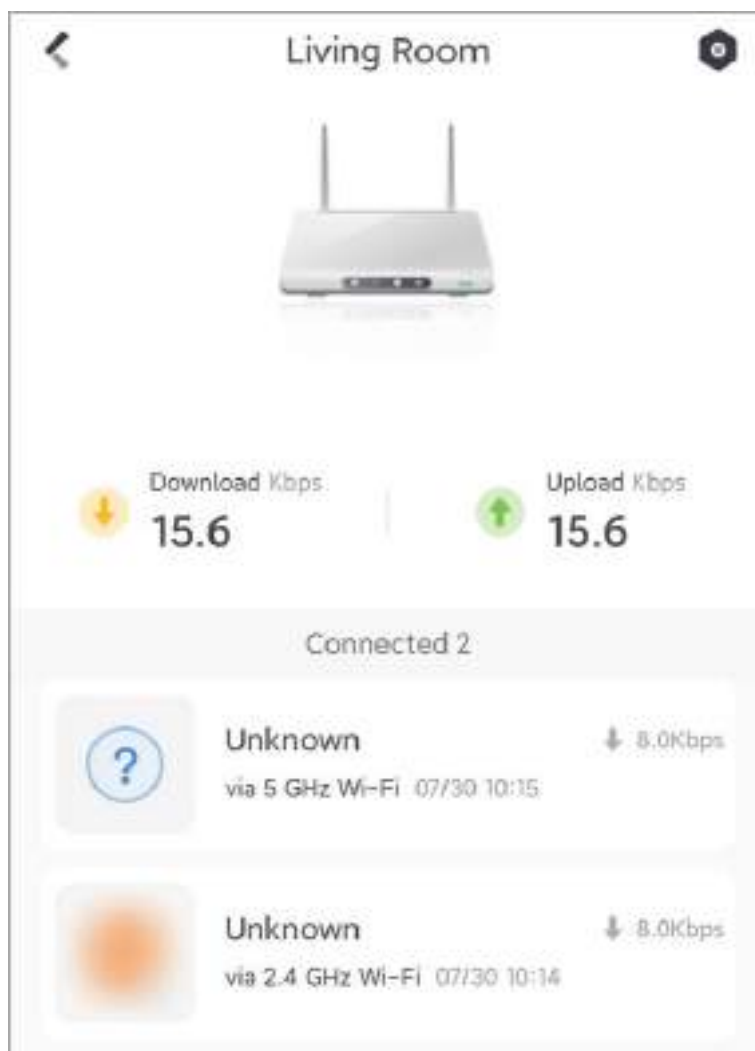 Living Room
Download Kbps
15.6
Upload Kbps
15.6
Connected 2
?
Unknown
8.0Kbps
via 5 GHz Wi-Fi 07/30 10:15
Unknown
8.0Kbps
via 2.4 GHz Wi-Fi 07/30 10:14